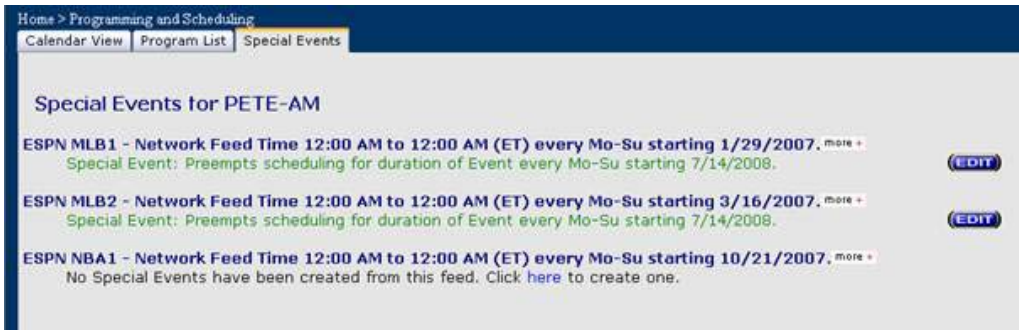 Home > Programming and Scheduling
Calendar View Program List Special Events
Special Events for PETE-AM
ESPN MLB1 - Network Feed Time 12:00 AM to 12:00 AM (ET) every Mo-Su starting 1/29/2007. more +
Special Event: Preempts scheduling for duration of Event every Mo-Su starting 7/14/2008. EDIT
ESPN MLB2 - Network Feed Time 12:00 AM to 12:00 AM (ET) every Mo-Su starting 3/16/2007. more +
Special Event: Preempts scheduling for duration of Event every Mo-Su starting 7/14/2008. EDIT
ESPN NBA1 - Network Feed Time 12:00 AM to 12:00 AM (ET) every Mo-Su starting 10/21/2007. more +
No Special Events have been created from this feed. Click here to create one.